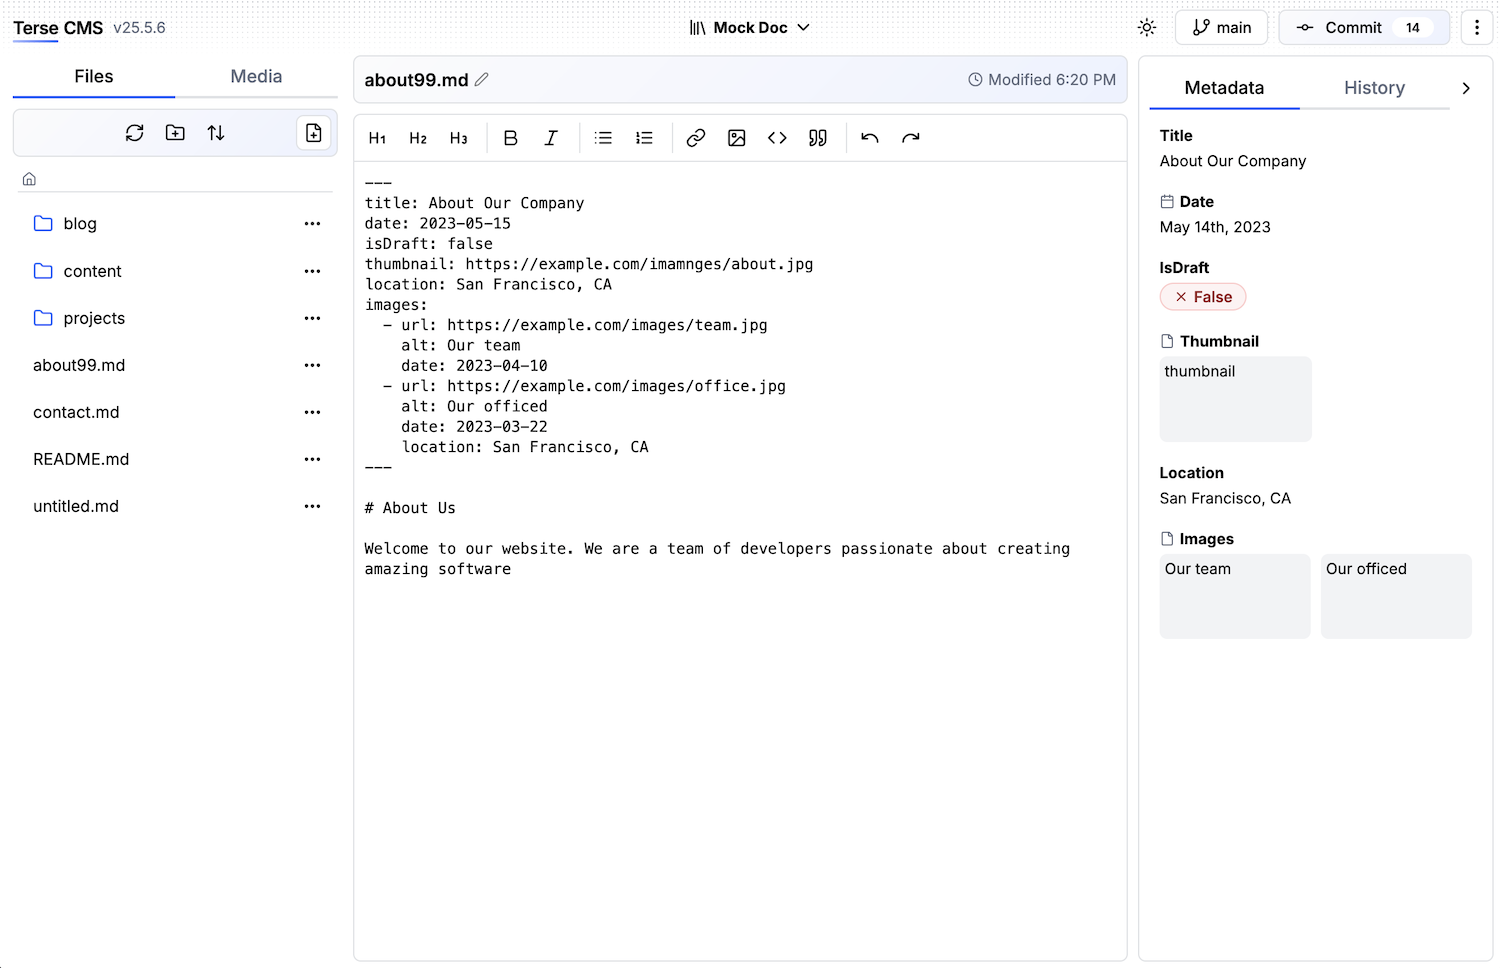 Terse CMS v25.5.6
Mock Doc
main
Commit 14
Files Media
blog
content
projects
about99.md
contact.md
README.md
untitled.md
about99.md
Modified 6:20 PM
H1 H2 H3 B I
---
title: About Our Company
date: 2023-05-15
isDraft: false
thumbnail: https://example.com/imamnges/about.jpg
location: San Francisco, CA
images:
  - url: https://example.com/images/team.jpg
    alt: Our team
    date: 2023-04-10
  - url: https://example.com/images/office.jpg
    alt: Our officed
    date: 2023-03-22
    location: San Francisco, CA
---
# About Us
Welcome to our website. We are a team of developers passionate about creating
amazing software
Metadata History
Title
About Our Company
Date
May 14th, 2023
IsDraft
False
Thumbnail
thumbnail
Location
San Francisco, CA
Images
Our team Our officed